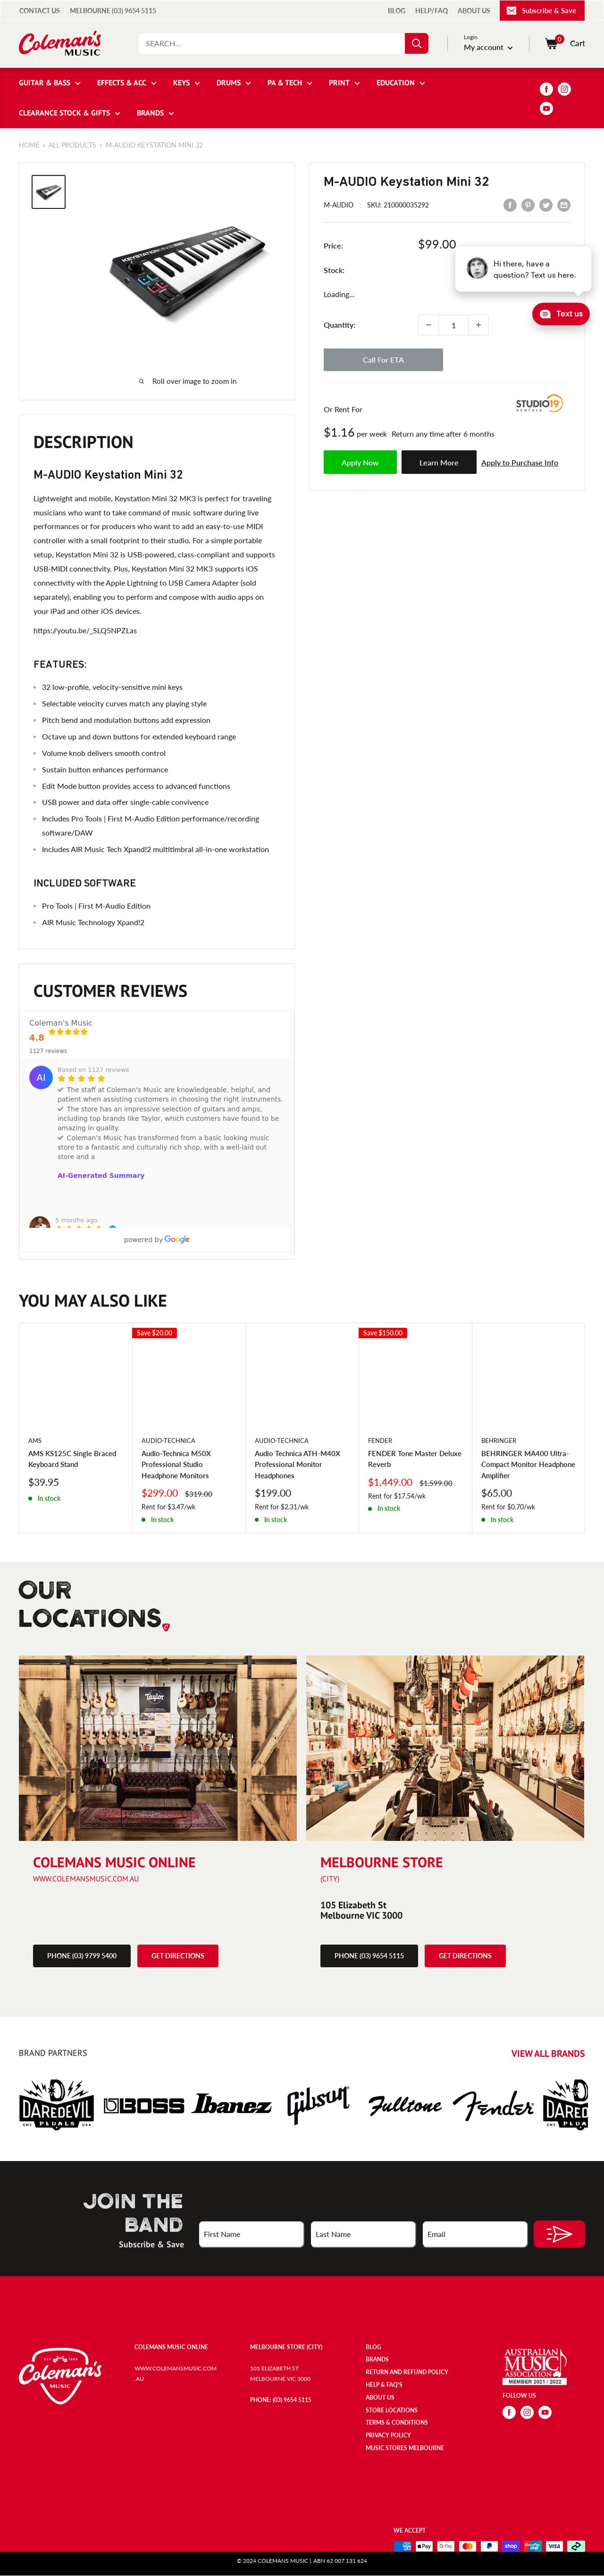 CONTACT US
MELBOURNE (03) 9654 5115
BLOG
HELP/FAQ
ABOUT US
Subscribe & Save
Coleman's
MUSIC
SEARCH...
Login
My account
0
Cart
GUITAR & BASS
EFFECTS & ACC
KEYS
DRUMS
PA & TECH
PRINT
EDUCATION
CLEARANCE STOCK & GIFTS
BRANDS
HOME › ALL PRODUCTS › M-AUDIO KEYSTATION MINI 32
Roll over image to zoom in
M-AUDIO Keystation Mini 32
M-AUDIO
SKU: 210000035292
Price:
$99.00
Stock:
Loading...
Hi there, have a
question? Text us here.
Text us
Quantity:
−
1
+
Call For ETA
Or Rent For
STUDIO19
RENTALS
$1.16 per week Return any time after 6 months
Apply Now
Learn More
Apply to Purchase Info
DESCRIPTION
M-AUDIO Keystation Mini 32
Lightweight and mobile, Keystation Mini 32 MK3 is perfect for traveling
musicians who want to take command of music software during live
performances or for producers who want to add an easy-to-use MIDI
controller with a small footprint to their studio. For a simple portable
setup, Keystation Mini 32 is USB-powered, class-compliant and supports
USB-MIDI connectivity. Plus, Keystation Mini 32 MK3 supports iOS
connectivity with the Apple Lightning to USB Camera Adapter (sold
separately), enabling you to perform and compose with audio apps on
your iPad and other iOS devices.
https://youtu.be/_SLQ5NPZLas
FEATURES:
32 low-profile, velocity-sensitive mini keys
Selectable velocity curves match any playing style
Pitch bend and modulation buttons add expression
Octave up and down buttons for extended keyboard range
Volume knob delivers smooth control
Sustain button enhances performance
Edit Mode button provides access to advanced functions
USB power and data offer single-cable convivence
Includes Pro Tools | First M-Audio Edition performance/recording
software/DAW
Includes AIR Music Tech Xpand!2 multitimbral all-in-one workstation
INCLUDED SOFTWARE
Pro Tools | First M-Audio Edition
AIR Music Technology Xpand!2
CUSTOMER REVIEWS
Coleman's Music
4.8
1127 reviews
AI
Based on 1127 reviews
The staff at Coleman's Music are knowledgeable, helpful, and
patient when assisting customers in choosing the right instruments.
The store has an impressive selection of guitars and amps,
including top brands like Taylor, which customers have found be
amazing in quality.
Coleman's Music has transformed from a basic looking music
store to a fantastic and culturally rich shop, with a well-laid out
store and a
AI-Generated Summary
5 months ago
powered by Google
YOU MAY ALSO LIKE
AMS
AMS KS125C Single Braced
Keyboard Stand
$39.95
In stock
Save $20.00
AUDIO-TECHNICA
Audio-Technica M50X
Professional Studio
Headphone Monitors
$299.00 $319.00
Rent for $3.47/wk
In stock
AUDIO-TECHNICA
Audio Technica ATH-M40X
Professional Monitor
Headphones
$199.00
Rent for $2.31/wk
In stock
Save $150.00
FENDER
FENDER Tone Master Deluxe
Reverb
$1,449.00 $1,599.00
Rent for $17.54/wk
In stock
BEHRINGER
BEHRINGER MA400 Ultra-
Compact Monitor Headphone
Amplifier
$65.00
Rent for $0.70/wk
In stock
OUR
LOCATIONS
Taylor
COLEMANS MUSIC ONLINE
WWW.COLEMANSMUSIC.COM.AU
PHONE (03) 9799 5400
GET DIRECTIONS
MELBOURNE STORE
(CITY)
105 Elizabeth St
Melbourne VIC 3000
PHONE (03) 9654 5115
GET DIRECTIONS
BRAND PARTNERS
VIEW ALL BRANDS
DAREDEVIL
CHI PEDALS USA
BOSS
Ibanez
Gibson
Fulltone
Fender
JOIN THE
BAND
Subscribe & Save
First Name
Last Name
Email
Coleman's
MUSIC
COLEMANS MUSIC ONLINE
WWW.COLEMANSMUSIC.COM
.AU
MELBOURNE STORE (CITY)
105 ELIZABETH ST
MELBOURNE VIC 3000
PHONE: (03) 9654 5115
BLOG
BRANDS
RETURN AND REFUND POLICY
HELP & FAQ'S
ABOUT US
STORE LOCATIONS
TERMS & CONDITIONS
PRIVACY POLICY
MUSIC STORES MELBOURNE
AUSTRALIAN
MUSIC
ASSOCIATION
MEMBER 2021 / 2022
FOLLOW US
WE ACCEPT
© 2024 COLEMANS MUSIC | ABN 62 007 131 624